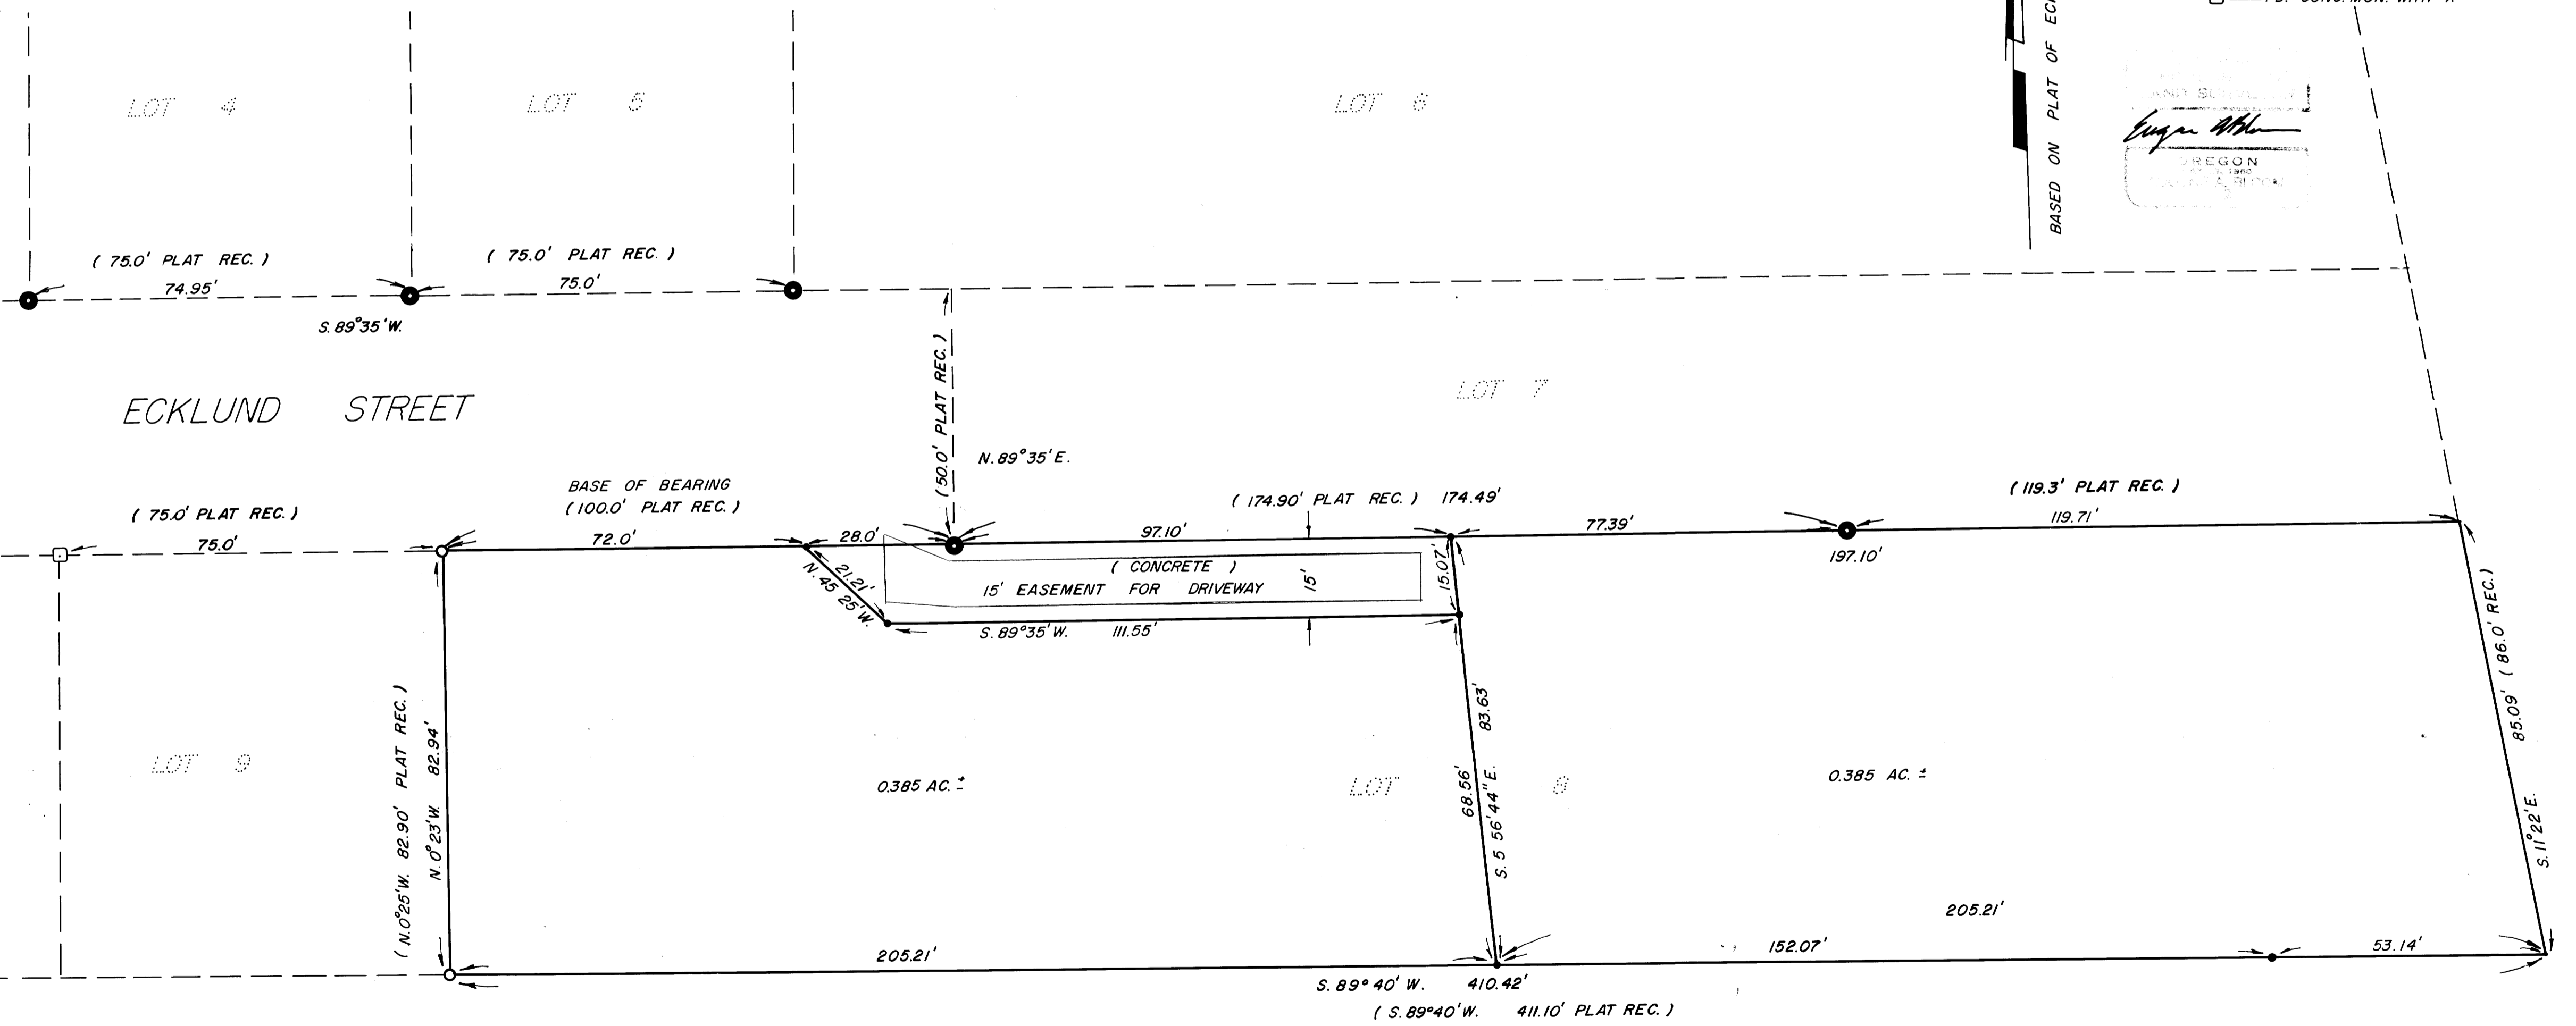 BASED ON PLAT OF
LOT 4
LOT 5
LOT 6
OREGON
( 75.0' PLAT REC. )
74.95'
( 75.0' PLAT REC. )
75.0'
S. 89°35' W.
ECKLUND STREET
(50.0' PLAT REC.)
N. 89°35' E.
LOT 7
( 75.0' PLAT REC. )
75.0'
BASE OF BEARING
(100.0' PLAT REC.)
72.0'
28.0'
( 174.90' PLAT REC. ) 174.49'
97.10'
77.39'
(119.3' PLAT REC.)
119.71'
197.10'
21.21'
N. 45 25' W.
( CONCRETE )
15' EASEMENT FOR DRIVEWAY
15'
15.07'
S. 89°35' W. 111.55'
LOT 9
( N.0°25'W. 82.90' PLAT REC. )
N.0°23'W. 82.94'
0.385 AC. ±
LOT 8
68.56'
S. 5 56'44" E. 83.63'
0.385 AC. ±
S. 11°22' E. 85.09' ( 86.0' REC.)
205.21'
205.21'
152.07'
53.14'
S. 89° 40' W. 410.42'
( S. 89°40' W. 411.10' PLAT REC. )